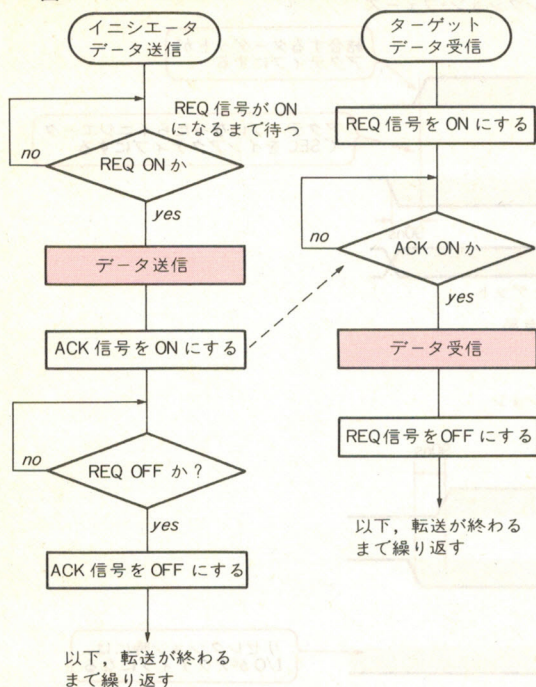 イニシエータ
データ送信
REQ 信号が ON
になるまで待つ
REQ ON か
no
yes
データ送信
ACK 信号を ON にする
REQ OFF か？
no
yes
ACK 信号を OFF にする
以下，転送が終わる
まで繰り返す
ターゲット
データ受信
REQ 信号を ON にする
ACK ON か
no
yes
データ受信
REQ 信号を OFF にする
以下，転送が終わる
まで繰り返す